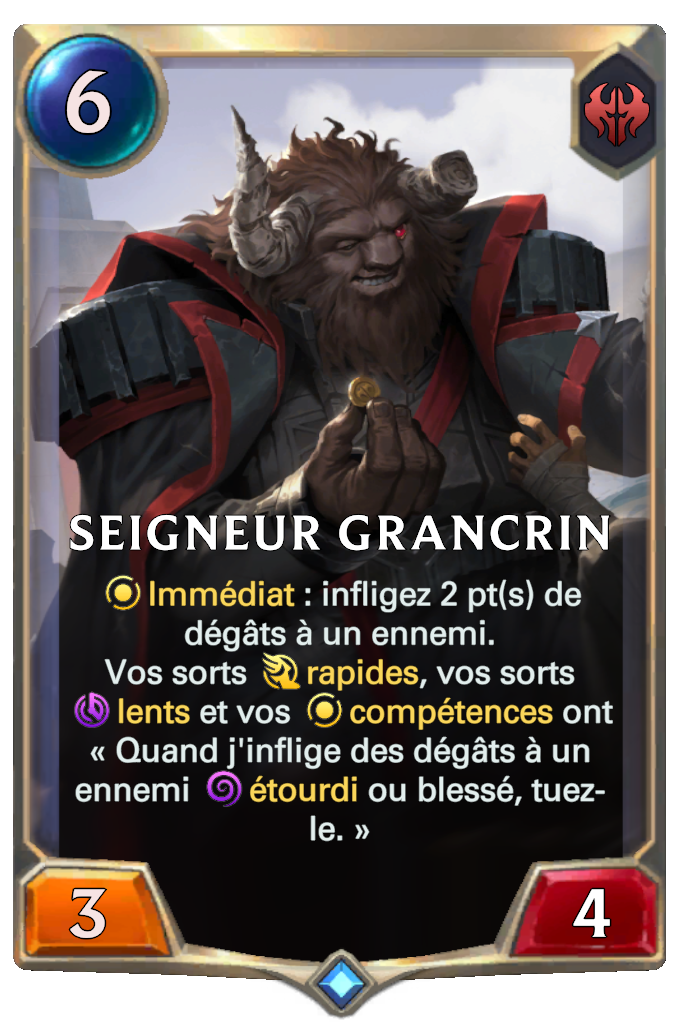 6
SEIGNEUR GRANCRIN
Immédiat : infligez 2 pt(s) de
dégâts à un ennemi.
Vos sorts rapides, vos sorts
lents et vos compétences ont
« Quand j'inflige des dégâts à un
ennemi étourdi ou blessé, tuez-
le. »
3
4